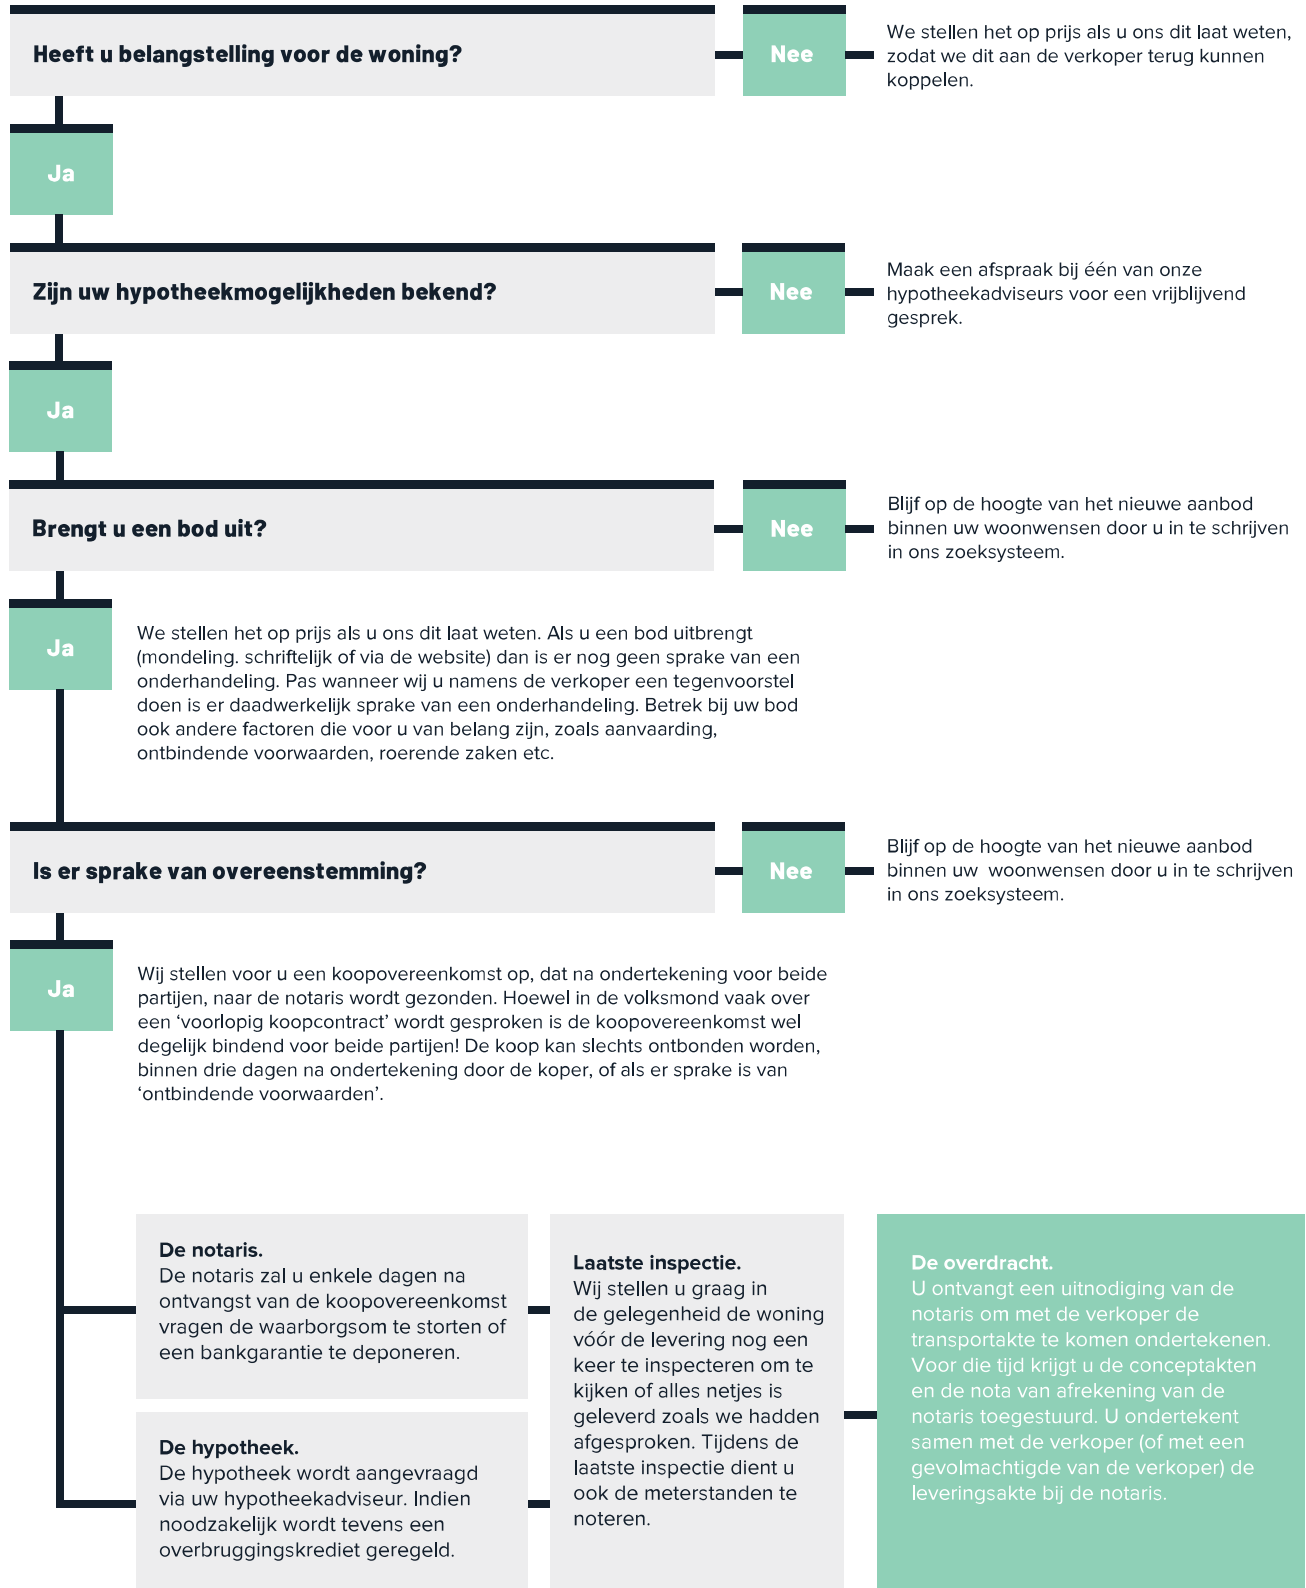 Heeft u belangstelling voor de woning?
Nee
We stellen het op prijs als u ons dit laat weten,
zodat we dit aan de verkoper terug kunnen
koppelen.
Ja
Zijn uw hypotheekmogelijkheden bekend?
Nee
Maak een afspraak bij één van onze
hypotheekadviseurs voor een vrijblijvend
gesprek.
Ja
Brengt u een bod uit?
Nee
Blijf op de hoogte van het nieuwe aanbod
binnen uw woonwensen door u in te schrijven
in ons zoeksysteem.
Ja
We stellen het op prijs als u ons dit laat weten. Als u een bod uitbrengt
(mondeling. schriftelijk of via de website) dan is er nog geen sprake van een
onderhandeling. Pas wanneer wij u namens de verkoper een tegenvoorstel
doen is er daadwerkelijk sprake van een onderhandeling. Betrek bij uw bod
ook andere factoren die voor u van belang zijn, zoals aanvaarding,
ontbindende voorwaarden, roerende zaken etc.
Is er sprake van overeenstemming?
Nee
Blijf op de hoogte van het nieuwe aanbod
binnen uw  woonwensen door u in te schrijven
in ons zoeksysteem.
Ja
Wij stellen voor u een koopovereenkomst op, dat na ondertekening voor beide
partijen, naar de notaris wordt gezonden. Hoewel in de volksmond vaak over
een ‘voorlopig koopcontract’ wordt gesproken is de koopovereenkomst wel
degelijk bindend voor beide partijen! De koop kan slechts ontbonden worden,
binnen drie dagen na ondertekening door de koper, of als er sprake is van
‘ontbindende voorwaarden’.
De notaris.
De notaris zal u enkele dagen na
ontvangst van de koopovereenkomst
vragen de waarborgsom te storten of
een bankgarantie te deponeren.
De hypotheek.
De hypotheek wordt aangevraagd
via uw hypotheekadviseur. Indien
noodzakelijk wordt tevens een
overbruggingskrediet geregeld.
Laatste inspectie.
Wij stellen u graag in
de gelegenheid de woning
vóór de levering nog een
keer te inspecteren om te
kijken of alles netjes is
geleverd zoals we hadden
afgesproken. Tijdens de
laatste inspectie dient u
ook de meterstanden te
noteren.
De overdracht.
U ontvangt een uitnodiging van de
notaris om met de verkoper de
transportakte te komen ondertekenen.
Voor die tijd krijgt u de conceptakten
en de nota van afrekening van de
notaris toegestuurd. U ondertekent
samen met de verkoper (of met een
gevolmachtigde van de verkoper) de
leveringsakte bij de notaris.